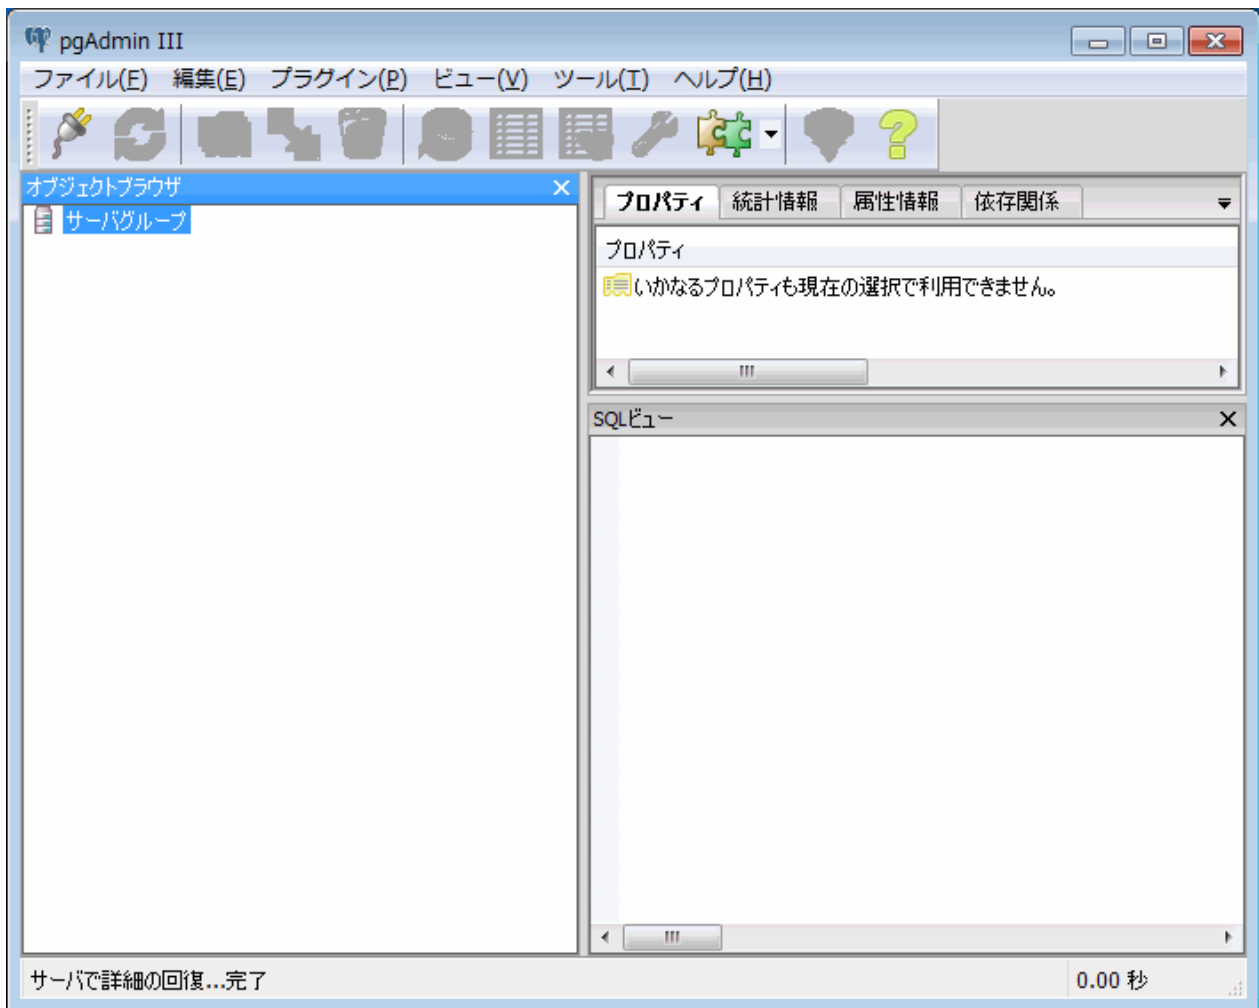 pgAdmin III
ファイル(F) 編集(E) プラグイン(P) ビュー(V) ツール(T) ヘルプ(H)
オブジェクトブラウザ
サーバグループ
プロパティ 統計情報 属性情報 依存関係
プロパティ
いかなるプロパティも現在の選択で利用できません。
SQLビュー
サーバで詳細の回復...完了
0.00 秒